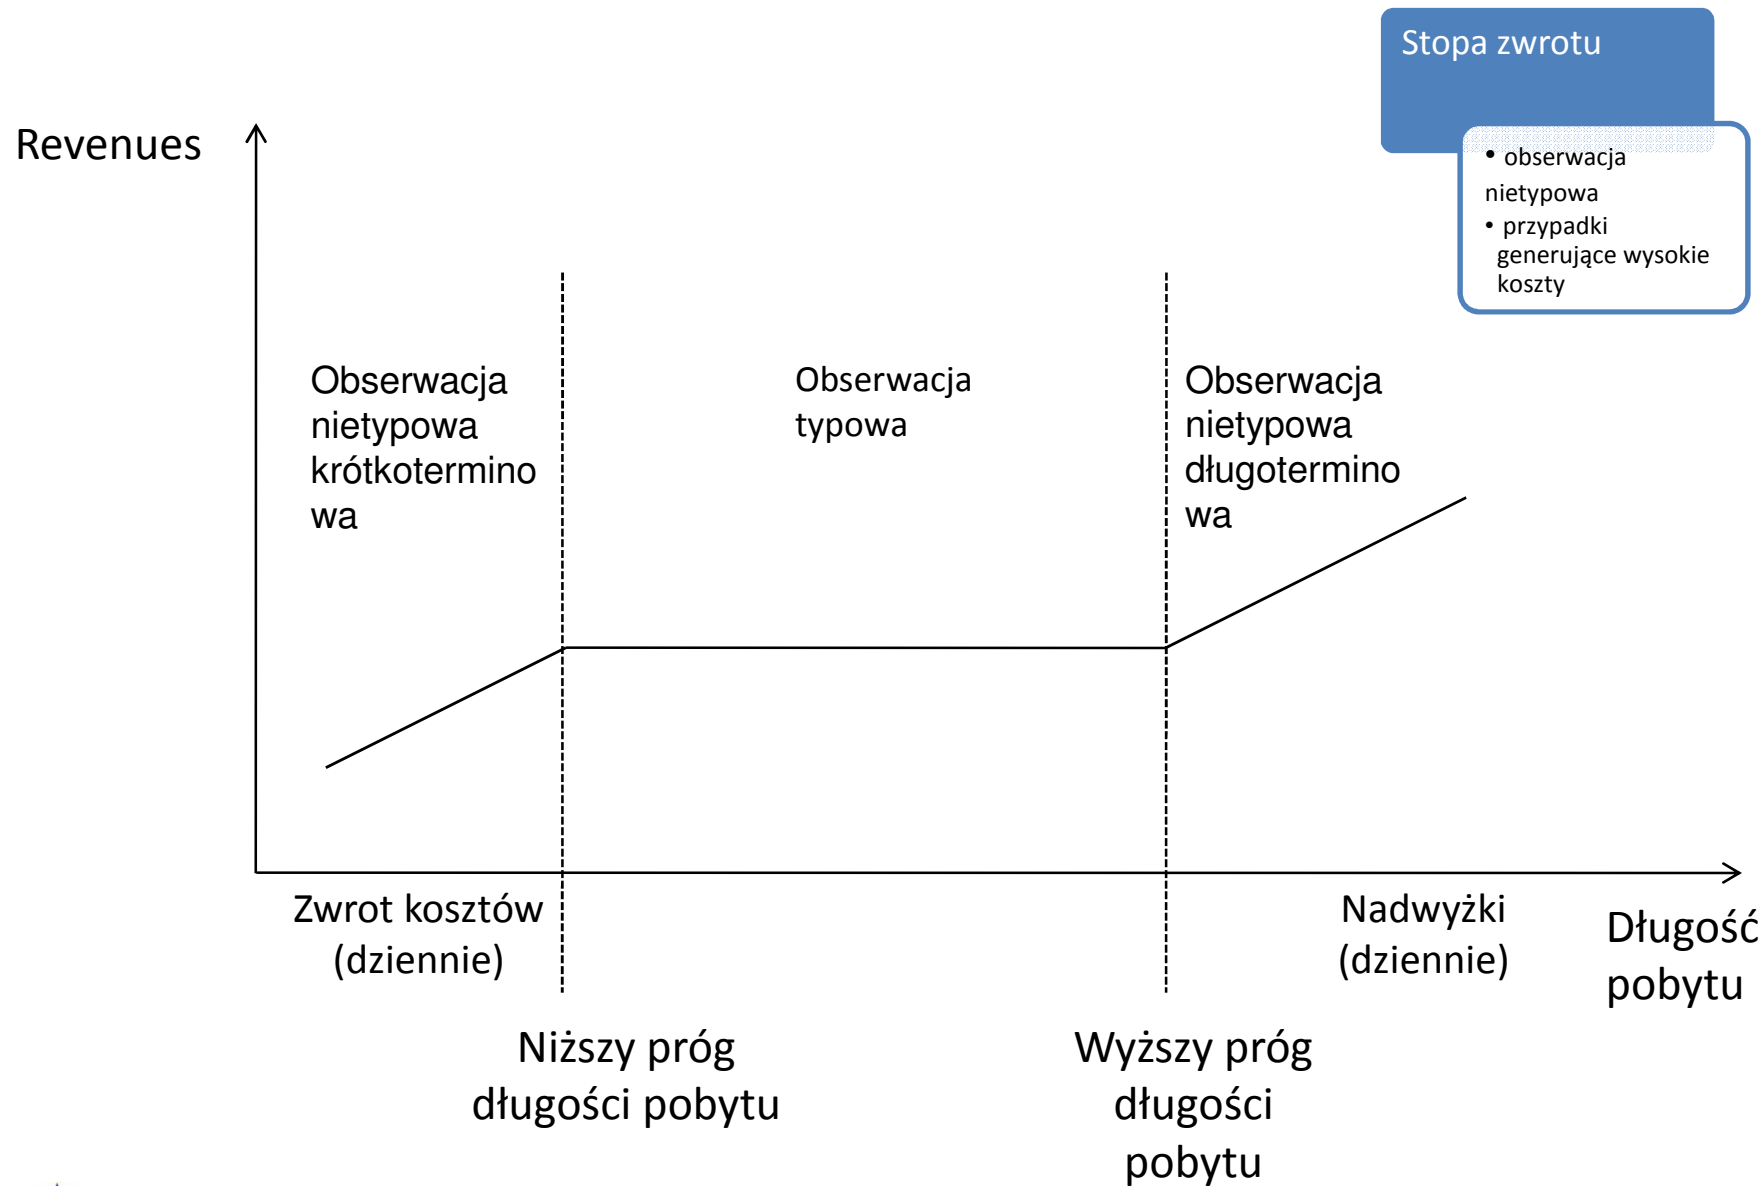 Stopa zwrotu
• obserwacja
nietypowa
• przypadki
generujące wysokie
koszty
Revenues
Obserwacja
nietypowa
krótkotermino
wa
Obserwacja
typowa
Obserwacja
nietypowa
długotermino
wa
Zwrot kosztów
(dziennie)
Nadwyżki
(dziennie)
Długość
pobytu
Niższy próg
długości pobytu
Wyższy próg
długości
pobytu